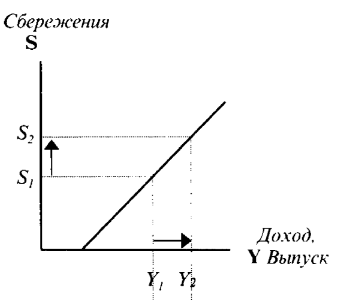 Сбережения
S
S2
S1
Доход,
Y Выпуск
Y1 Y2